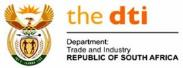 the dti
Department:
Trade and Industry
REPUBLIC OF SOUTH AFRICA